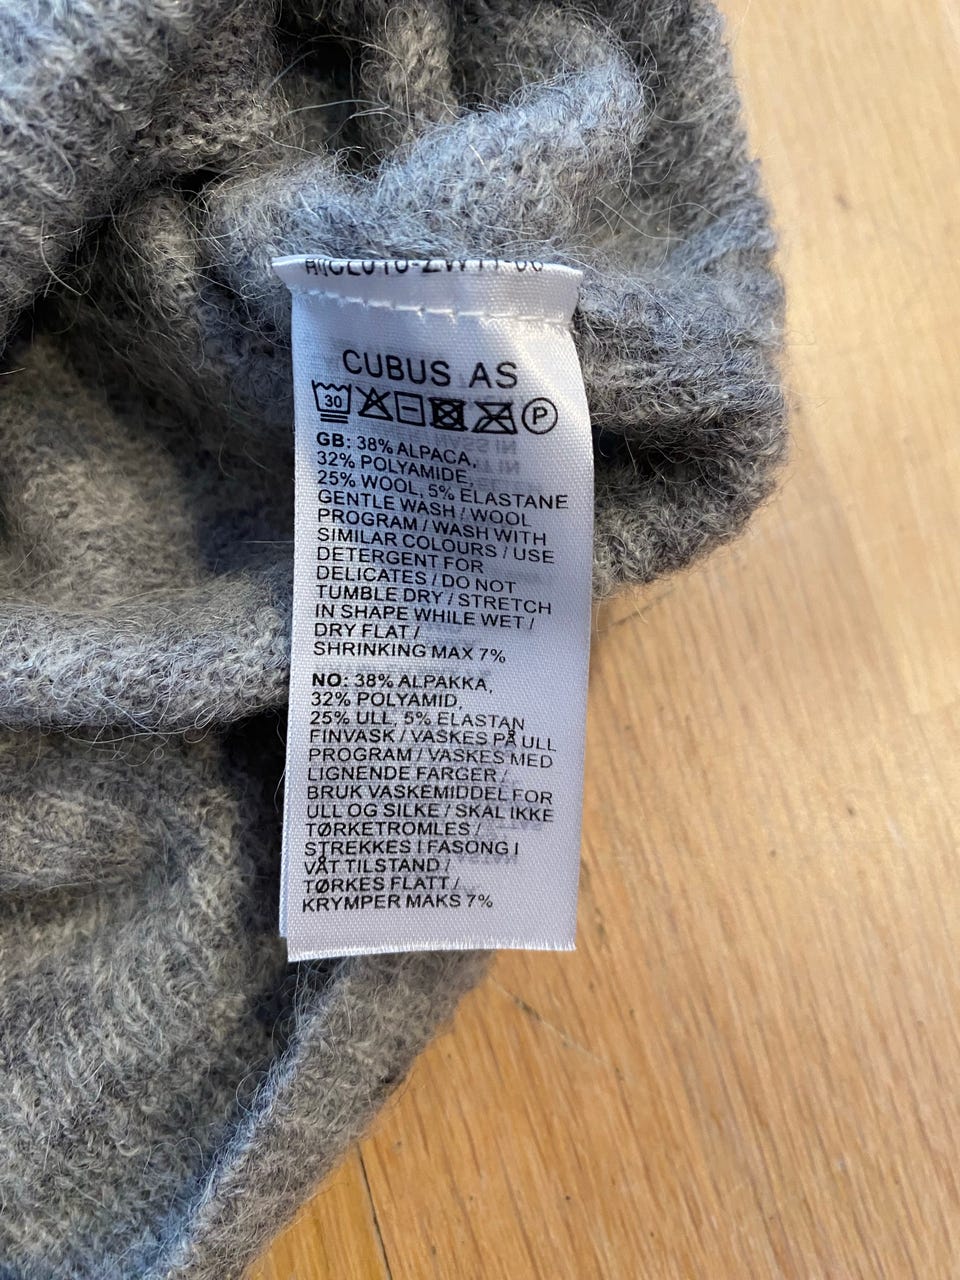 CUBUS AS
30 P
GB: 38% ALPACA,
32% POLYAMIDE,
25% WOOL, 5% ELASTANE
GENTLE WASH / WOOL
PROGRAM / WASH WITH
SIMILAR COLOURS / USE
DETERGENT FOR
DELICATES / DO NOT
TUMBLE DRY / STRETCH
IN SHAPE WHILE WET /
DRY FLAT /
SHRINKING MAX 7%
NO: 38% ALPAKKA,
32% POLYAMID,
25% ULL, 5% ELASTAN
FINVASK / VASKES PÅ ULL
PROGRAM / VASKES MED
LIGNENDE FARGER /
BRUK VASKEMIDDEL FOR
ULL OG SILKE / SKAL IKKE
TØRKETROMLES /
STREKKES I FASONG I
VÅT TILSTAND /
TØRKES FLATT /
KRYMPER MAKS 7%